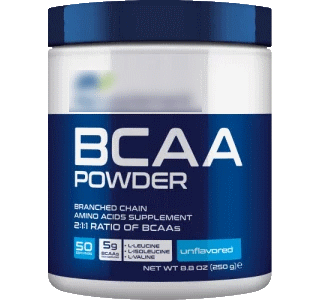 BCAA
POWDER
BRANCHED CHAIN
AMINO ACIDS SUPPLEMENT
2:1:1 RATIO OF BCAAs
50
5g
BCAAs
• L-LEUCINE
• L-ISOLEUCINE
• L-VALINE
unflavored
NET WT 8.8 OZ (250 g)